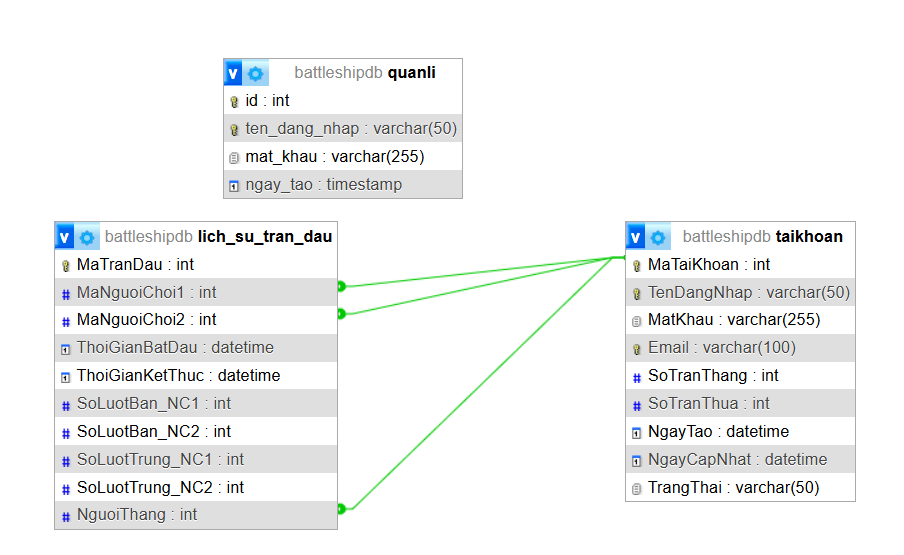 battleshipdb quanli
id : int
ten_dang_nhap : varchar(50)
mat_khau : varchar(255)
ngay_tao : timestamp
battleshipdb lich_su_tran_dau
MaTranDau : int
MaNguoiChoi1 : int
MaNguoiChoi2 : int
ThoiGianBatDau : datetime
ThoiGianKetThuc : datetime
SoLuotBan_NC1 : int
SoLuotBan_NC2 : int
SoLuotTrung_NC1 : int
SoLuotTrung_NC2 : int
NguoiThang : int
battleshipdb taikhoan
MaTaiKhoan : int
TenDangNhap : varchar(50)
MatKhau : varchar(255)
Email : varchar(100)
SoTranThang : int
SoTranThua : int
NgayTao : datetime
NgayCapNhat : datetime
TrangThai : varchar(50)